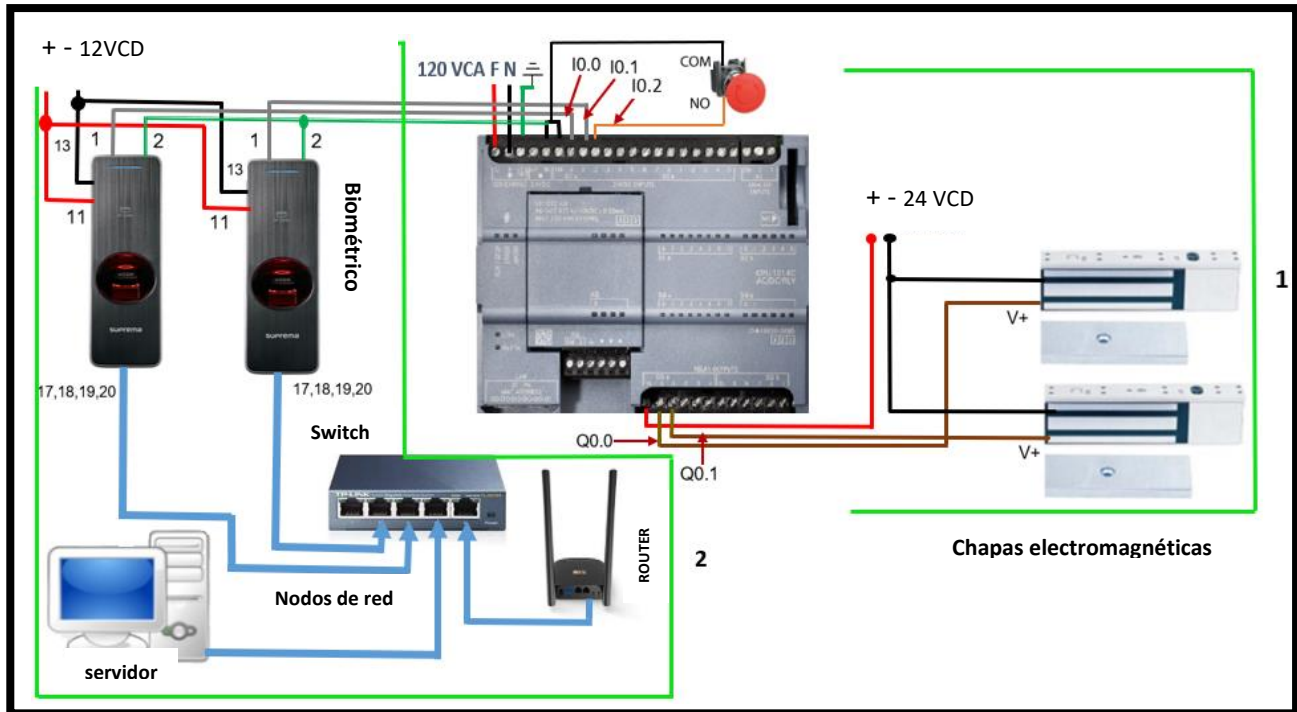 + - 12VCD
120 VCA F N
I0.0
I0.1
I0.2
COM
NO
1
2
1
2
13
13
11
11
Biométrico
suprema
suprema
17,18,19,20
17,18,19,20
+ - 24 VCD
V+
V+
1
Q0.0
Q0.1
Switch
TP-LINK
ROUTER
2
Chapas electromagnéticas
Nodos de red
servidor